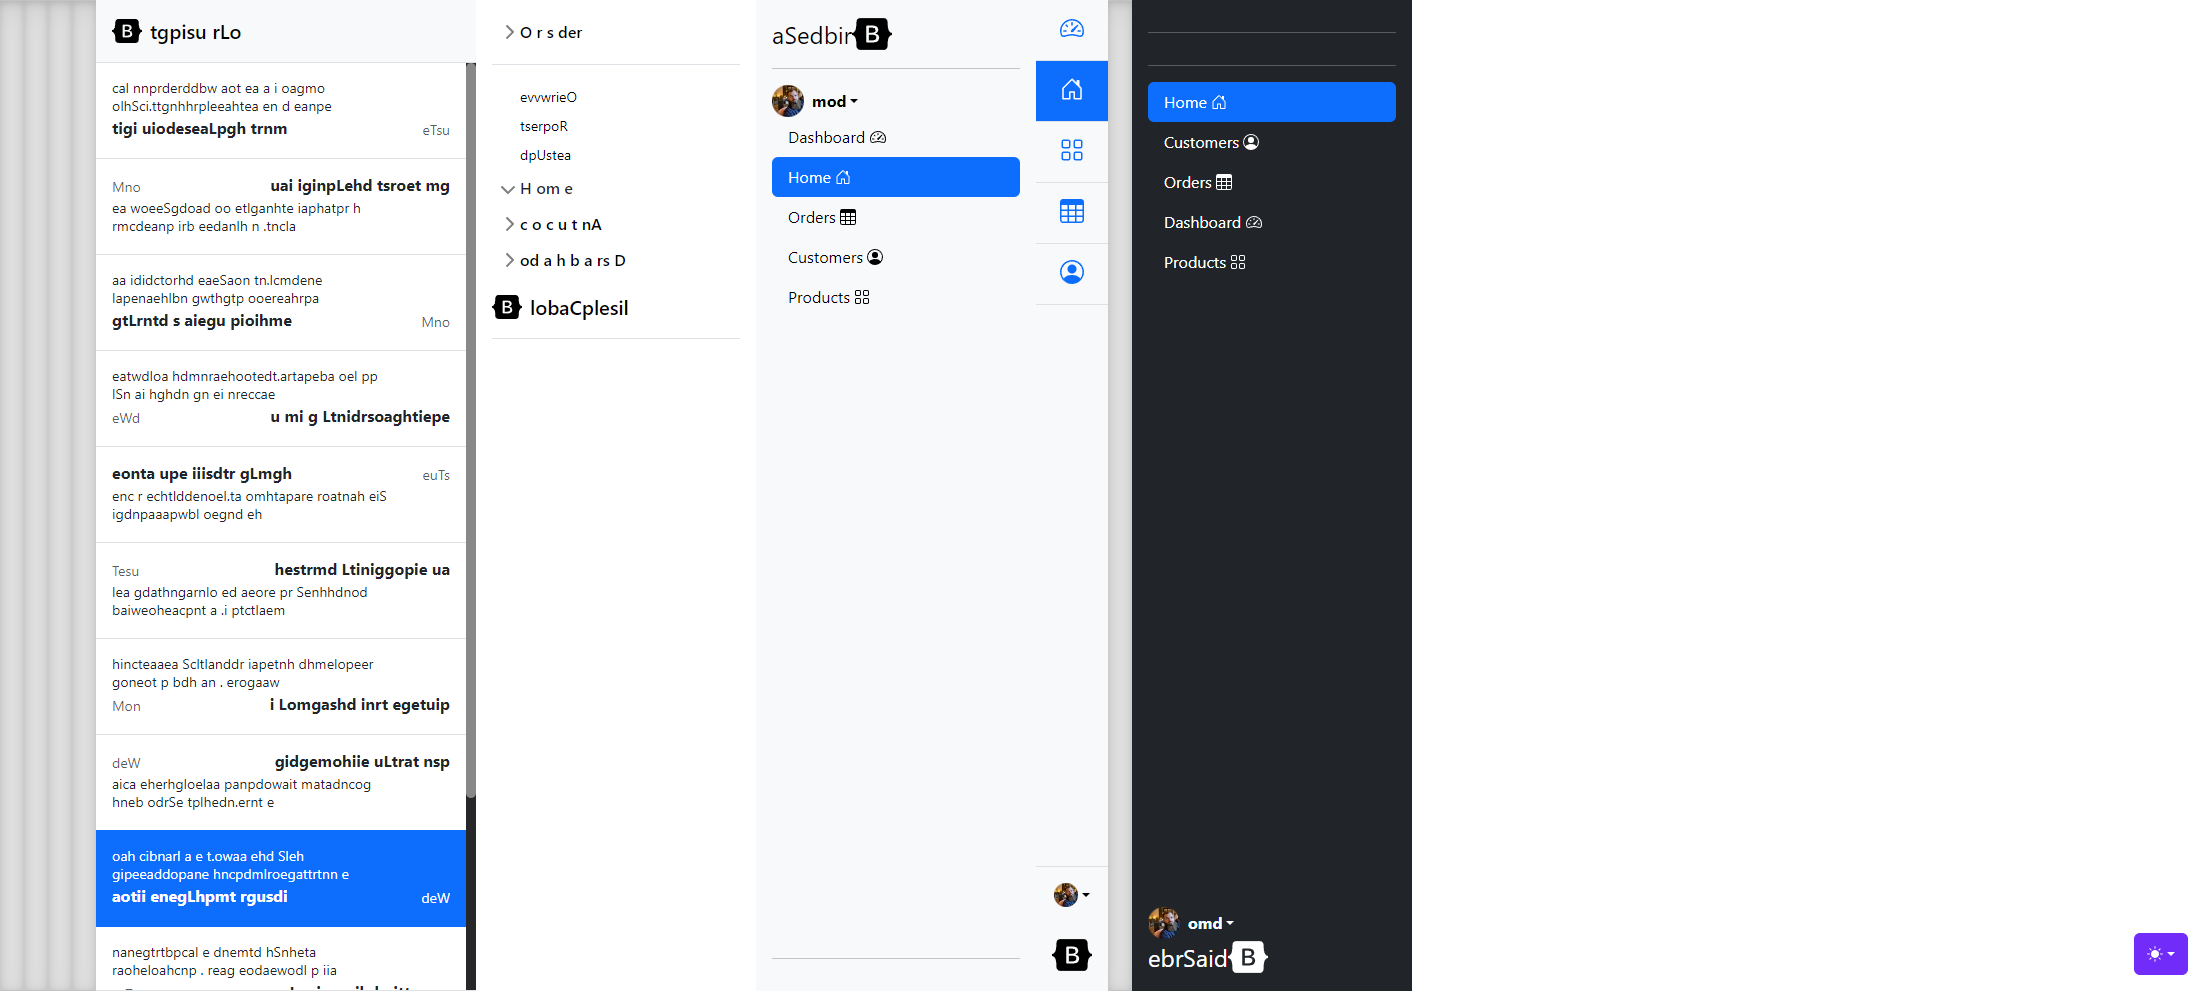 tgpisu rLo
cal nnprderddbw aot ea a i oagmo
olhSci.ttgnhhrpleeahtea en d eanpe
tigi uiodeseaLpgh trnm
eTsu
Mno
uai iginpLehd tsroet mg
ea woeeSgdoad oo etlganhte iaphatpr h
rmcdeanp irb eedanlh n .tncla
aa ididctorhd eaeSaon tn.lcmdene
lapenaehlbn gwthgtp ooereahrpa
gtLrntd s aiegu pioihme
Mno
eatwdloa hdmnraehootedt.artapeba oel pp
lSn ai hghdn gn ei nreccae
eWd
u mi g Ltnidrsoaghtiepe
eonta upe iiisdtr gLmgh
euTs
enc r echtlddenoel.ta omhtapare roatnah eiS
igdnpaaapwbl oegnd eh
Tesu
hestrmd Ltiniggopie ua
lea gdathngarnlo ed aeore pr Senhhdnod
baiweoheacpnt a .i ptctlaem
hincteaaea Scltlanddr iapetnh dhmelopeer
goneot p bdh an . erogaaw
Mon
i Lomgashd inrt egetuip
deW
gidgemohiie uLtrat nsp
aica eherhgloelaa panpdowait matadncog
hneb odrSe tplhedn.ernt e
oah cibnarl a e t.owaa ehd Sleh
gipeeaddopane hncpdmlroegattrtnn e
aotii enegLhpmt rgusdi
deW
nanegtrtbpcal e dnemtd hSnheta
raoheloahcnp . reag eodaewodl p iia
O r s der
evvwrieO
tserpoR
dpUstea
H om e
c o c u t nA
od a h b a rs D
lobaCplesil
aSedbir
mod
Dashboard
Home
Orders
Customers
Products
Home
Customers
Orders
Dashboard
Products
omd
ebrSaid